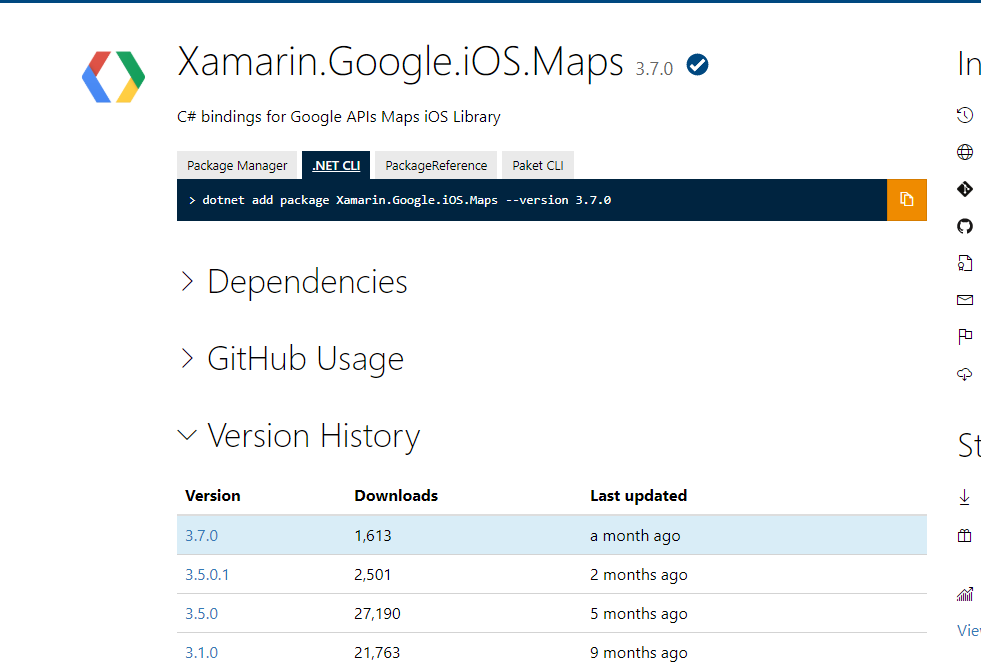 Xamarin.Google.iOS.Maps 3.7.0
C# bindings for Google APIs Maps iOS Library
Package Manager .NET CLI PackageReference Paket CLI
> dotnet add package Xamarin.Google.iOS.Maps --version 3.7.0
Dependencies
GitHub Usage
Version History
Version Downloads Last updated
3.7.0 1,613 a month ago
3.5.0.1 2,501 2 months ago
3.5.0 27,190 5 months ago
3.1.0 21,763 9 months ago
In
St
Vie